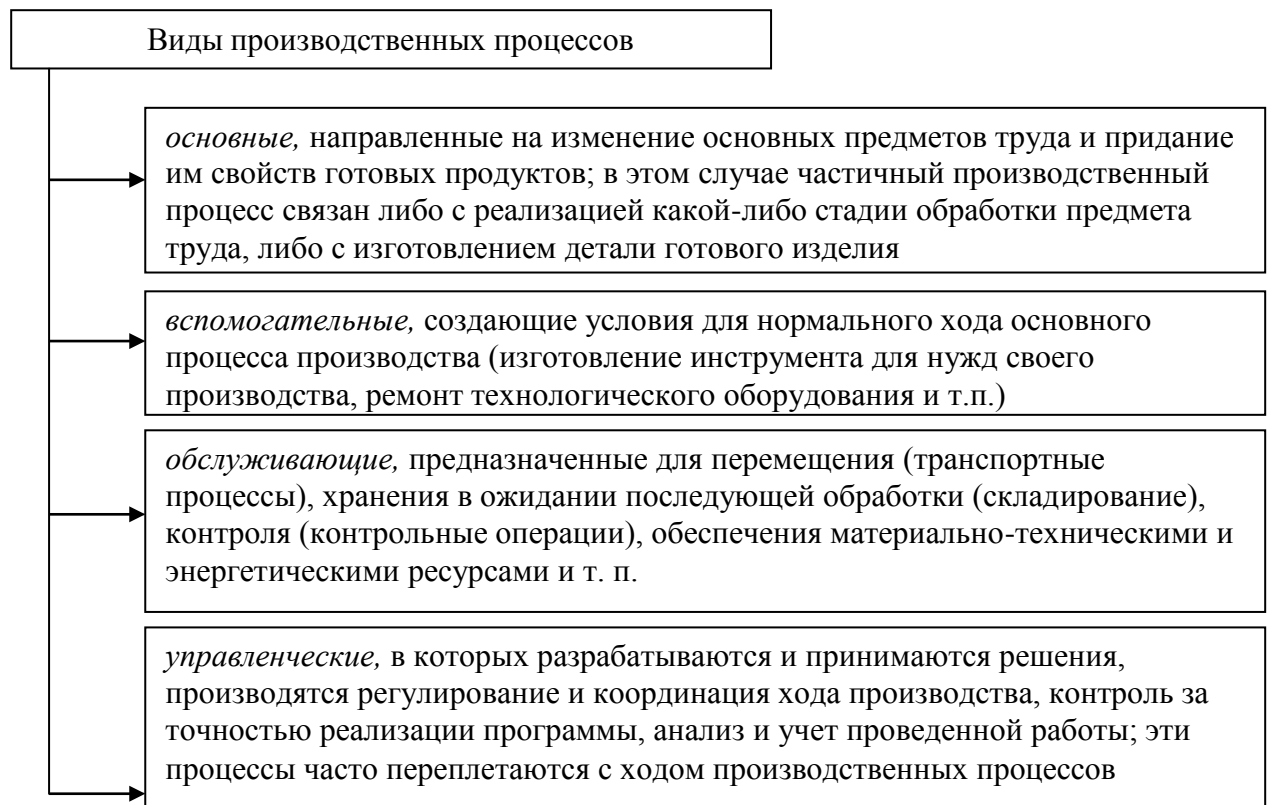 Виды производственных процессов
основные, направленные на изменение основных предметов труда и придание
им свойств готовых продуктов; в этом случае частичный производственный
процесс связан либо с реализацией какой-либо стадии обработки предмета
труда, либо с изготовлением детали готового изделия
вспомогательные, создающие условия для нормального хода основного
процесса производства (изготовление инструмента для нужд своего
производства, ремонт технологического оборудования и т.п.)
обслуживающие, предназначенные для перемещения (транспортные
процессы), хранения в ожидании последующей обработки (складирование),
контроля (контрольные операции), обеспечения материально-техническими и
энергетическими ресурсами и т. п.
управленческие, в которых разрабатываются и принимаются решения,
производятся регулирование и координация хода производства, контроль за
точностью реализации программы, анализ и учет проведенной работы; эти
процессы часто переплетаются с ходом производственных процессов